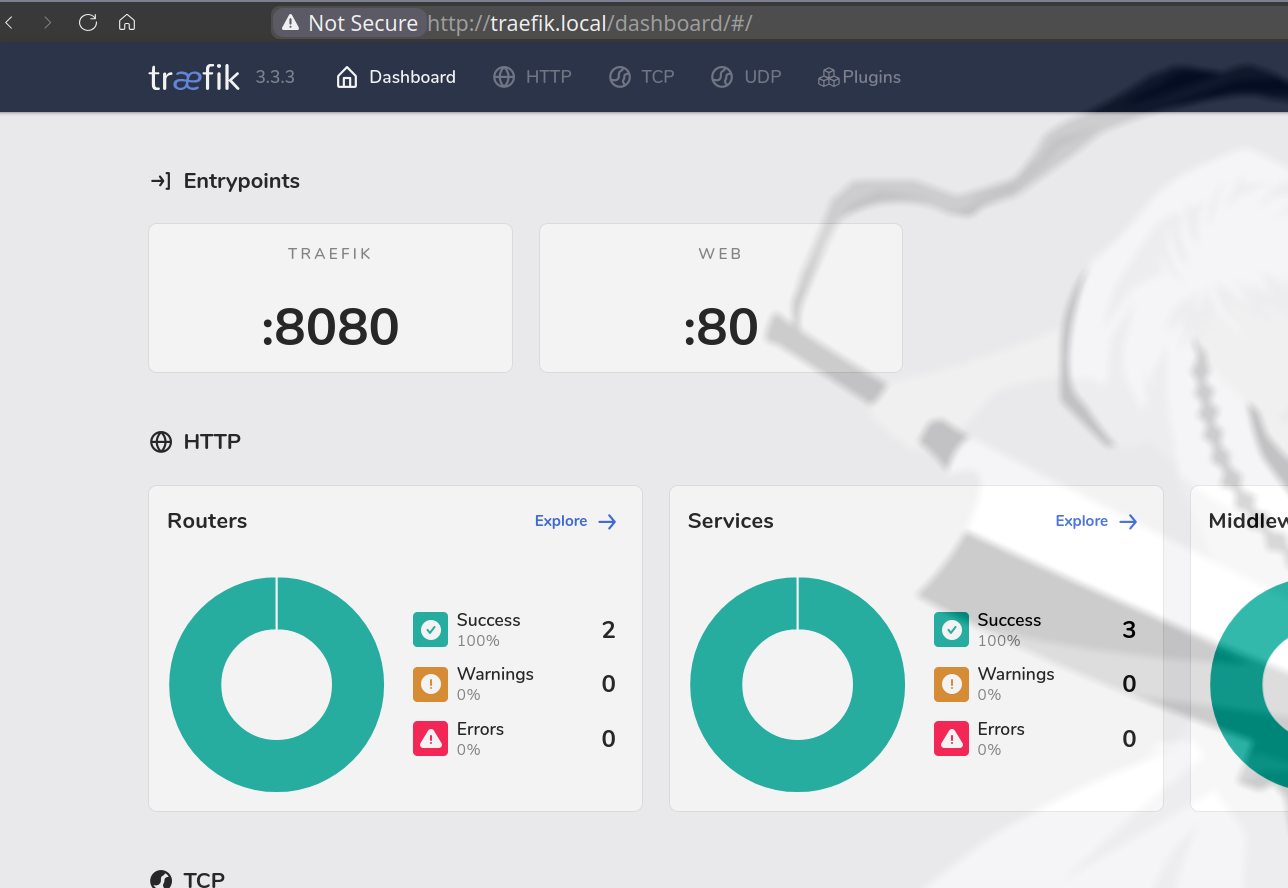 Not Secure http://traefik.local/dashboard/#/
træfik 3.3.3 Dashboard HTTP TCP UDP Plugins
Entrypoints
TRAEFIK
:8080
WEB
:80
HTTP
Routers
Explore
Success
100%
2
Warnings
0%
0
Errors
0%
0
Services
Explore
Success
100%
3
Warnings
0%
0
Errors
0%
0
Middlew
TCP